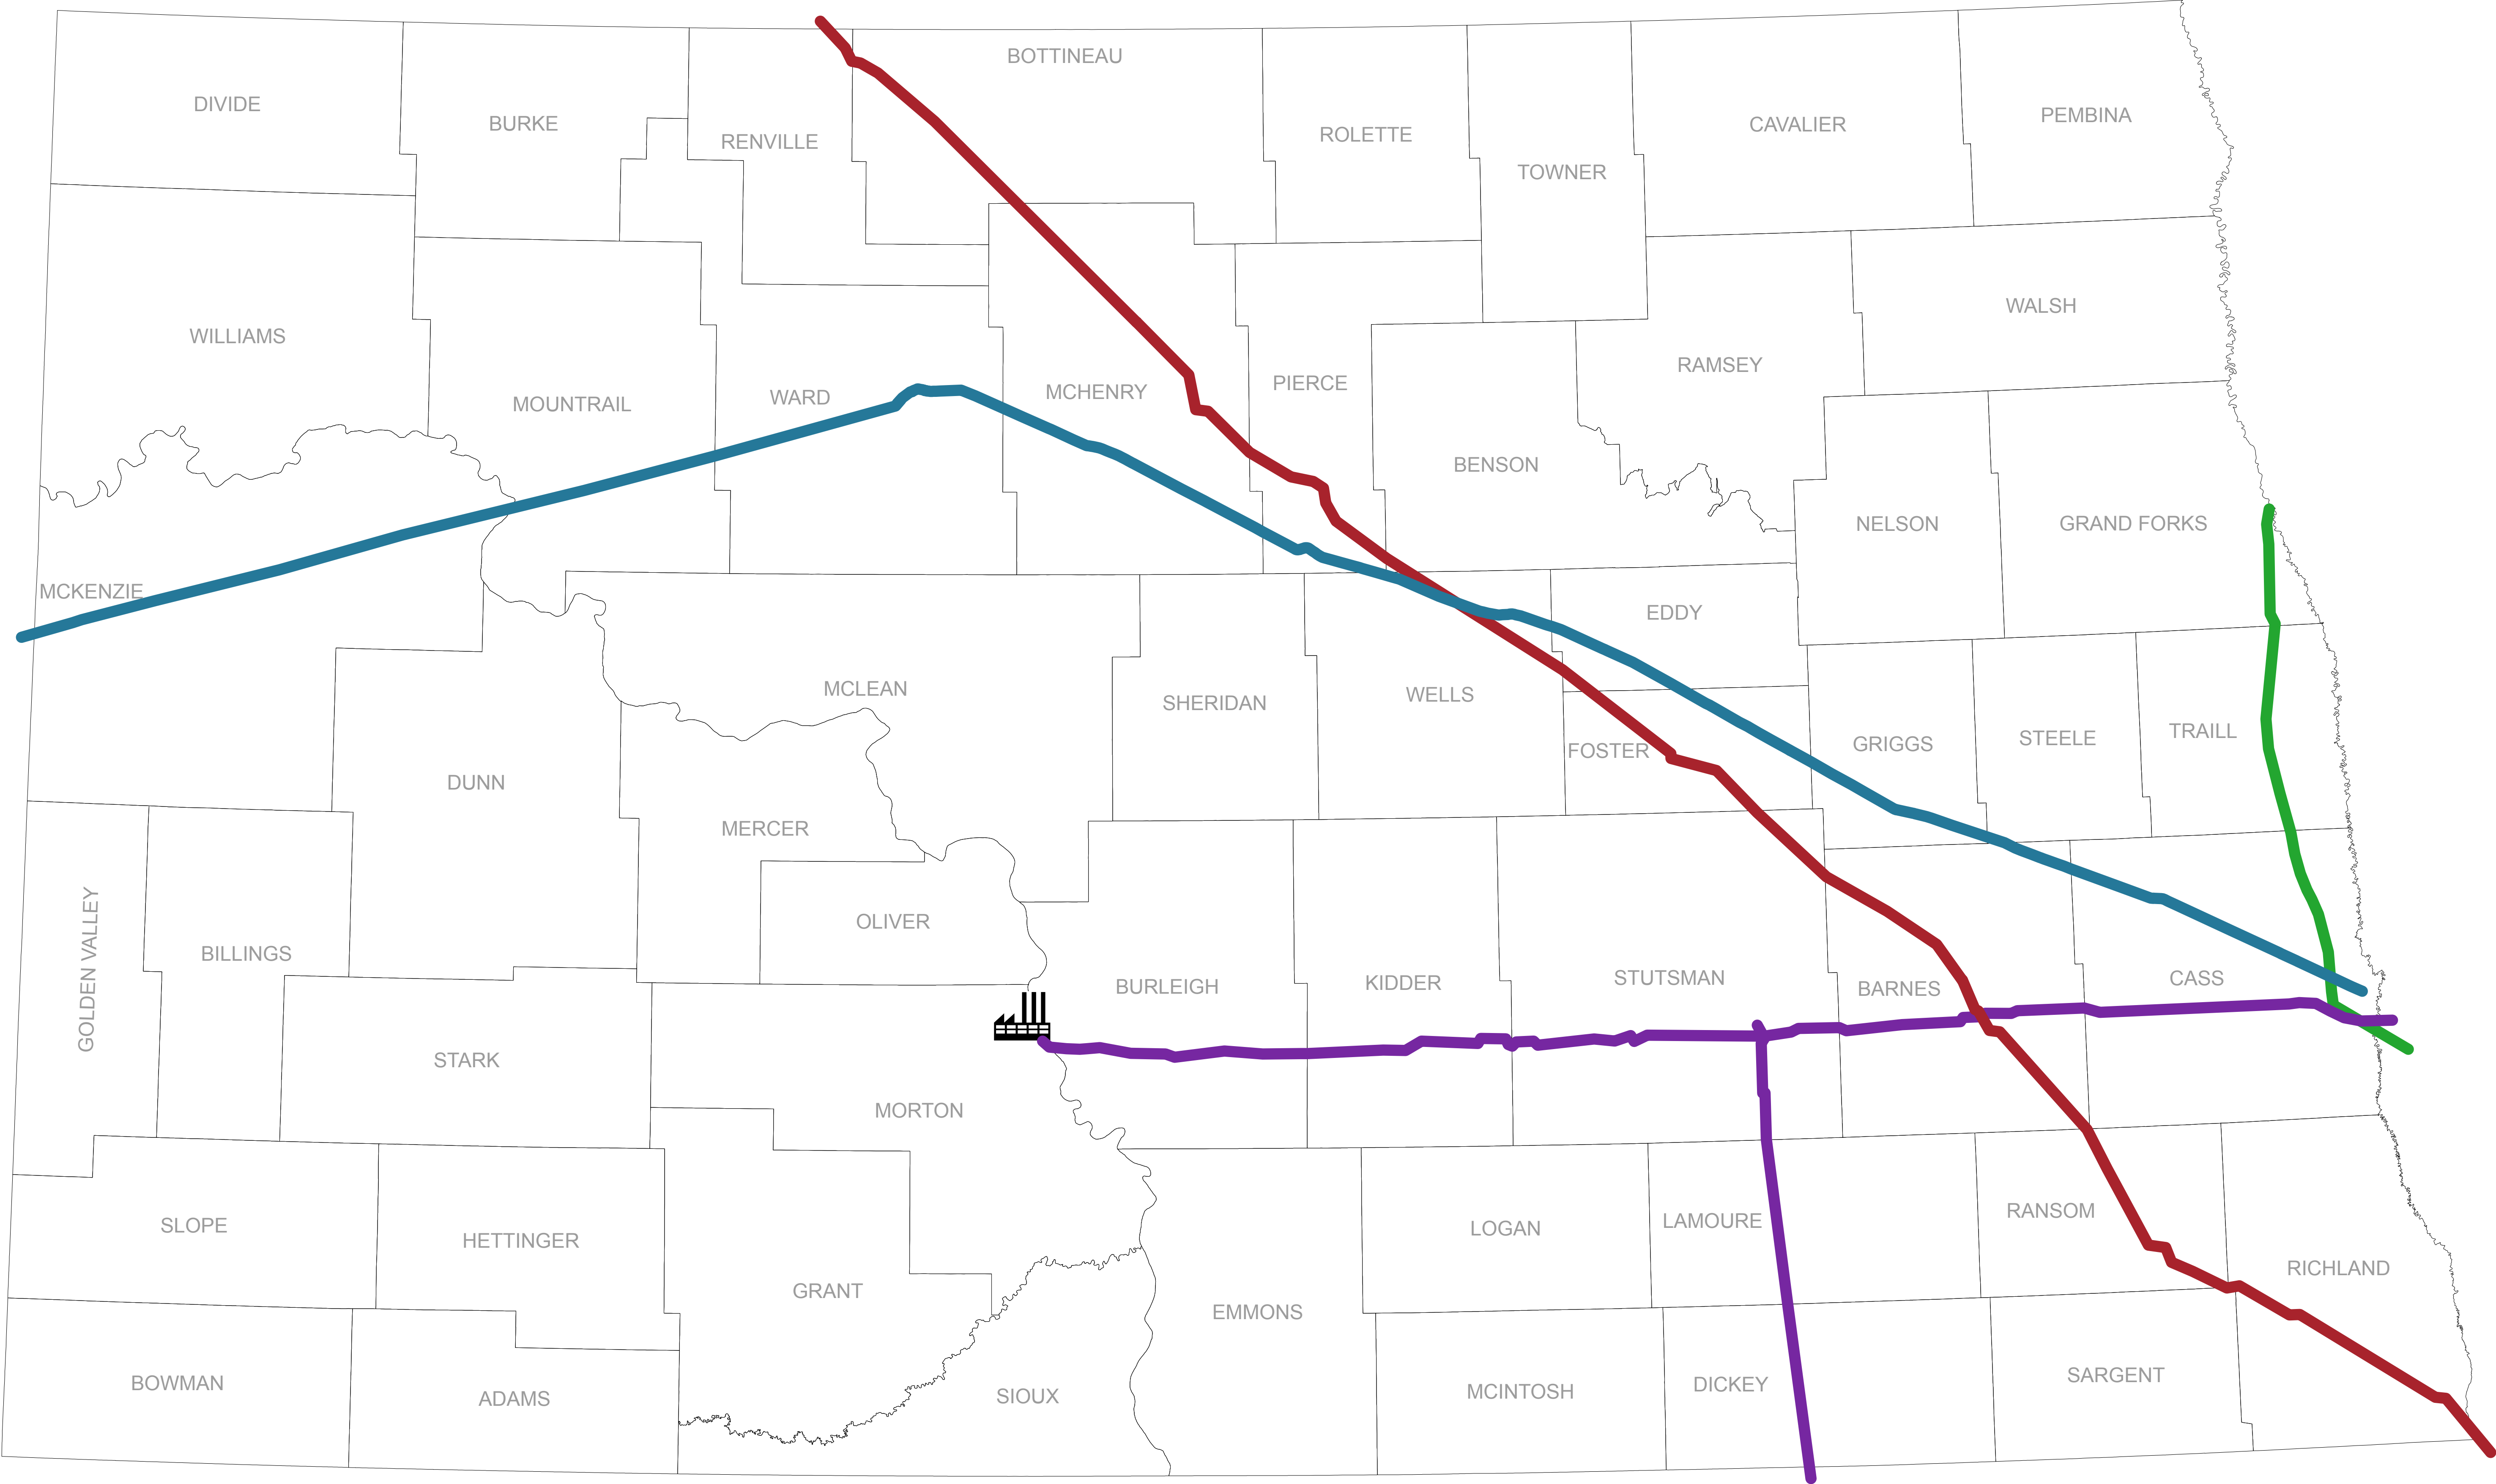 BOTTINEAU
DIVIDE
BURKE
RENVILLE
ROLETTE
TOWNER
CAVALIER
PEMBINA
WILLIAMS
MOUNTRAIL
WARD
MCHENRY
PIERCE
BENSON
RAMSEY
WALSH
MCKENZIE
NELSON
GRAND FORKS
EDDY
DUNN
MCLEAN
SHERIDAN
WELLS
FOSTER
GRIGGS
STEELE
TRAILL
MERCER
OLIVER
GOLDEN VALLEY
BILLINGS
STARK
BURLEIGH
KIDDER
STUTSMAN
BARNES
CASS
MORTON
SLOPE
HETTINGER
GRANT
EMMONS
LOGAN
LAMOURE
RANSOM
RICHLAND
BOWMAN
ADAMS
SIOUX
MCINTOSH
DICKEY
SARGENT